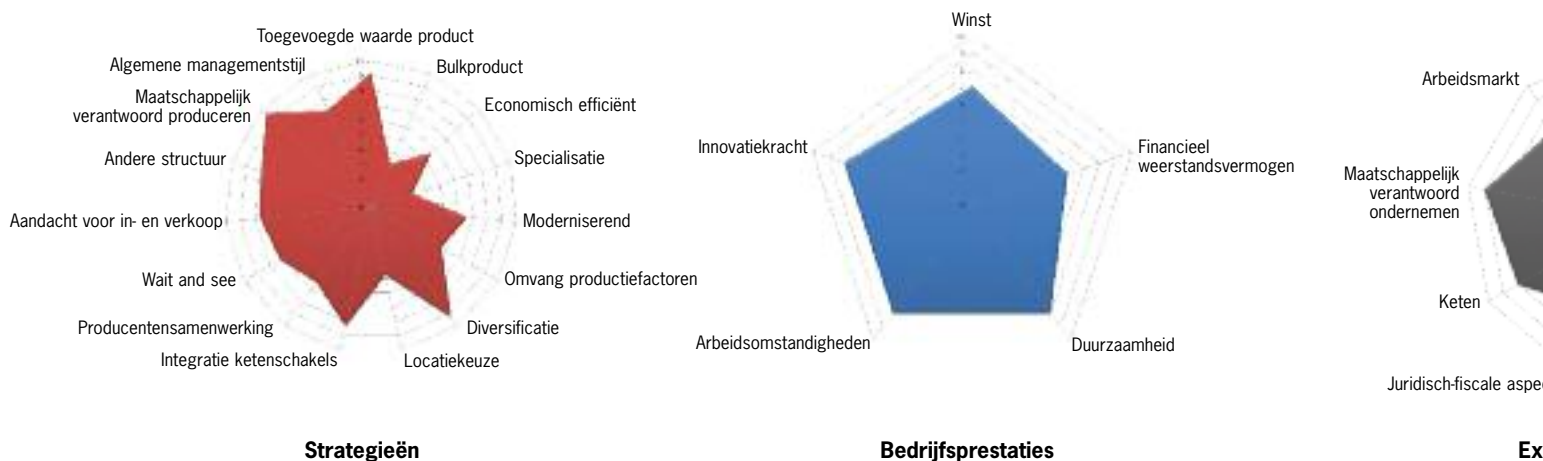 Toegevoegde waarde product
Algemene managementstijl
Bulkproduct
Maatschappelijk
verantwoord produceren
Economisch efficiënt
Andere structuur
Specialisatie
Aandacht voor in- en verkoop
Moderniserend
Wait and see
Omvang productiefactoren
Producentensamenwerking
Diversificatie
Integratie ketenschakels
Locatiekeuze
Strategieën
Winst
Innovatiekracht
Financieel
weerstandsvermogen
Arbeidsomstandigheden
Duurzaamheid
Bedrijfsprestaties
Arbeidsmarkt
Maatschappelijk
verantwoord
ondernemen
Keten
Juridisch-fiscale